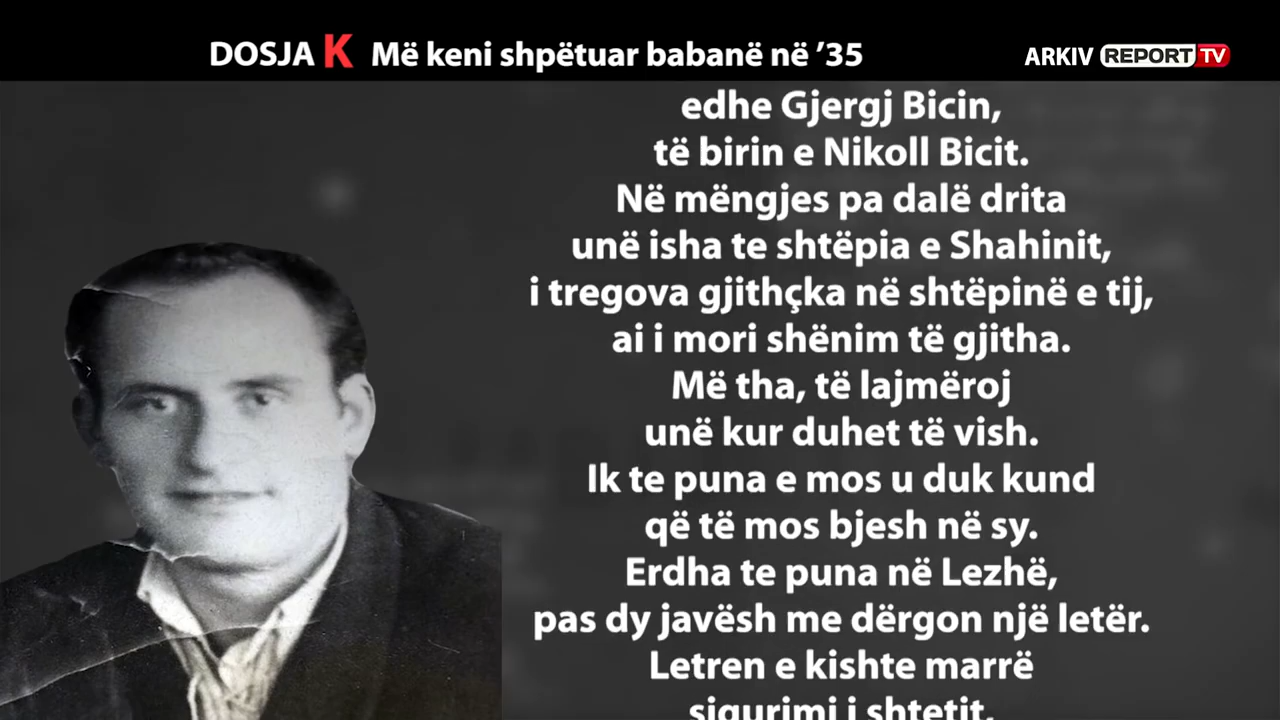 DOSJA K Më keni shpëtuar babanë në ’35
ARKIV REPORT TV
edhe Gjergj Bicin,
të birin e Nikoll Bicit.
Në mëngjes pa dalë drita
unë isha te shtëpia e Shahinit,
i tregova gjithçka në shtëpinë e tij,
ai i mori shënim të gjitha.
Më tha, të lajmëroj
unë kur duhet të vish.
Ik te puna e mos u duk kund
që të mos bjesh në sy.
Erdha te puna në Lezhë,
pas dy javësh me dërgon një letër.
Letren e kishte marrë
sigurimi i shtetit.